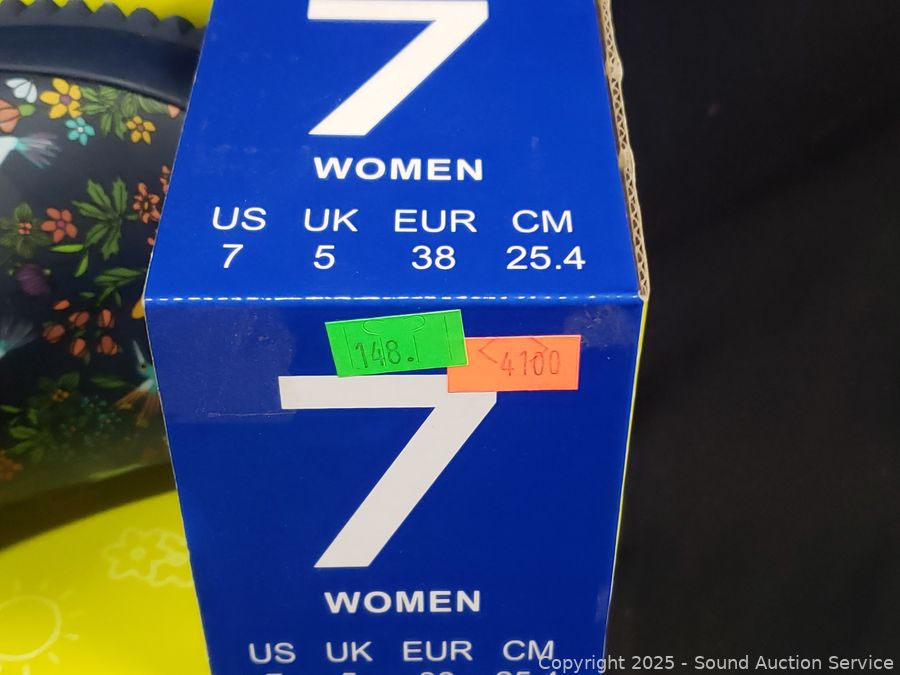 7
WOMEN
US UK EUR CM
7 5 38 25.4
148.
4100
7
WOMEN
US UK EUR CM
Copyright 2025 - Sound Auction Service